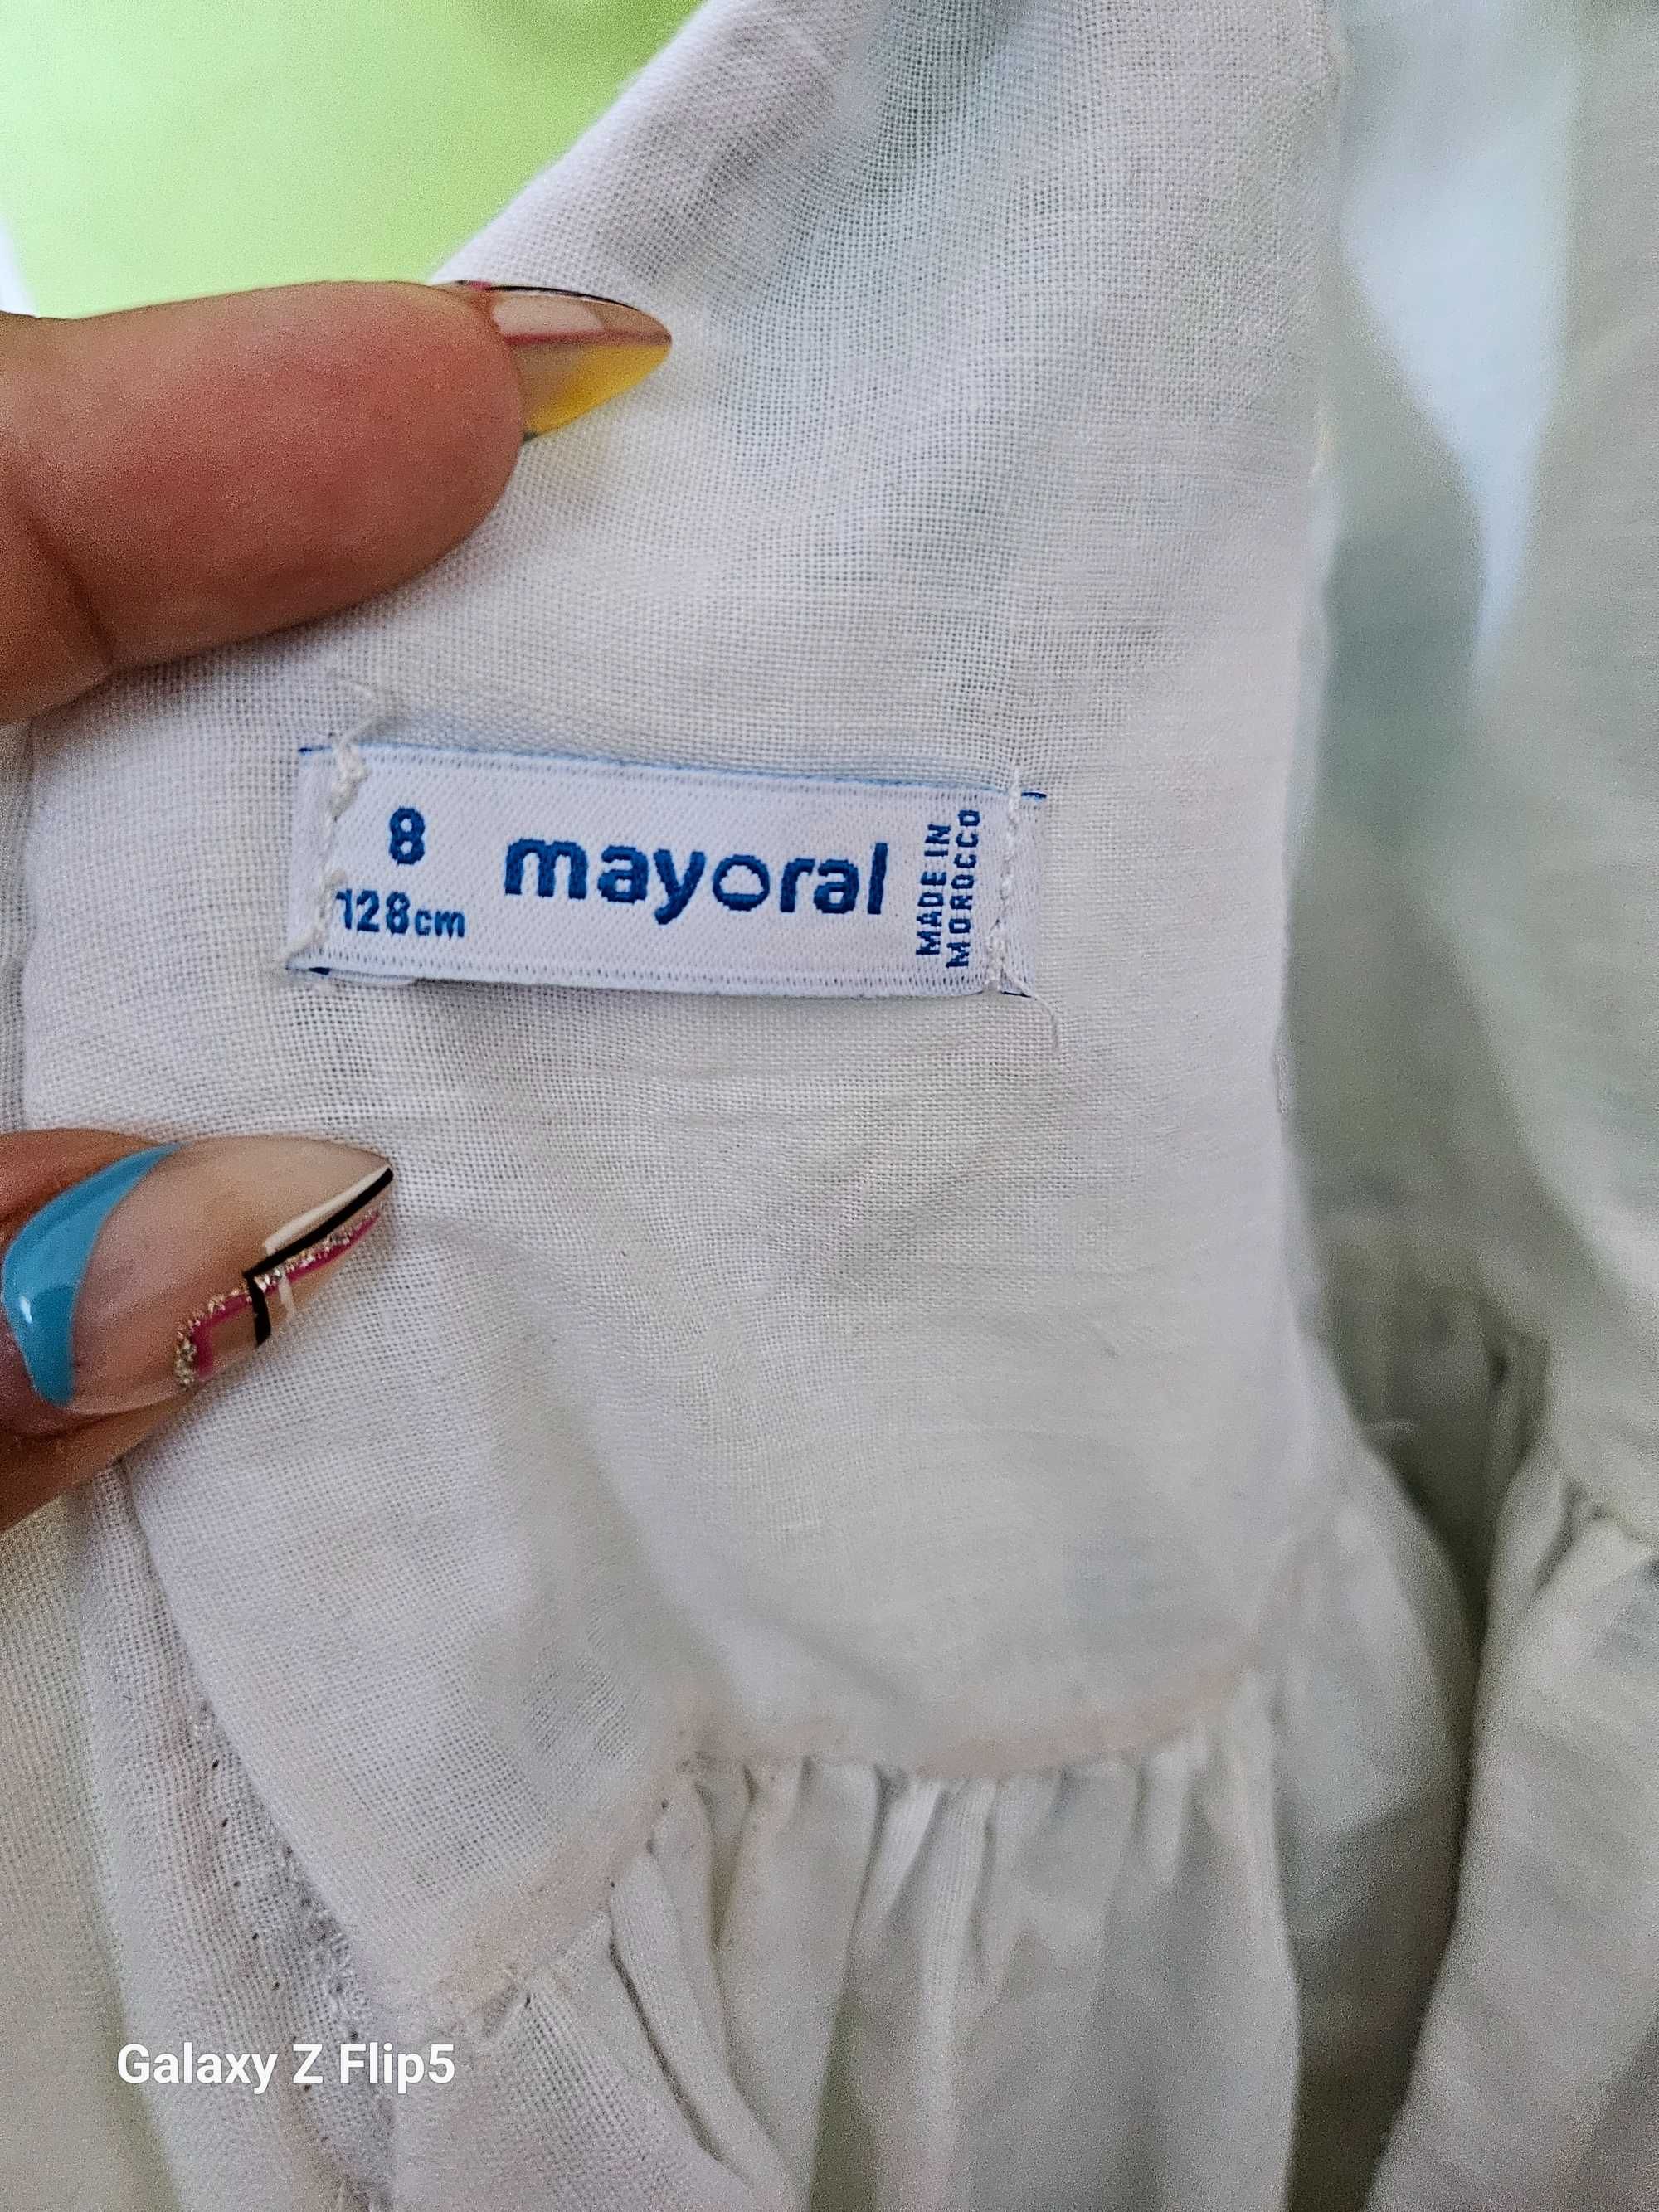 8
128cm
mayoral
MADE IN
MOROCCO
Galaxy Z Flip5